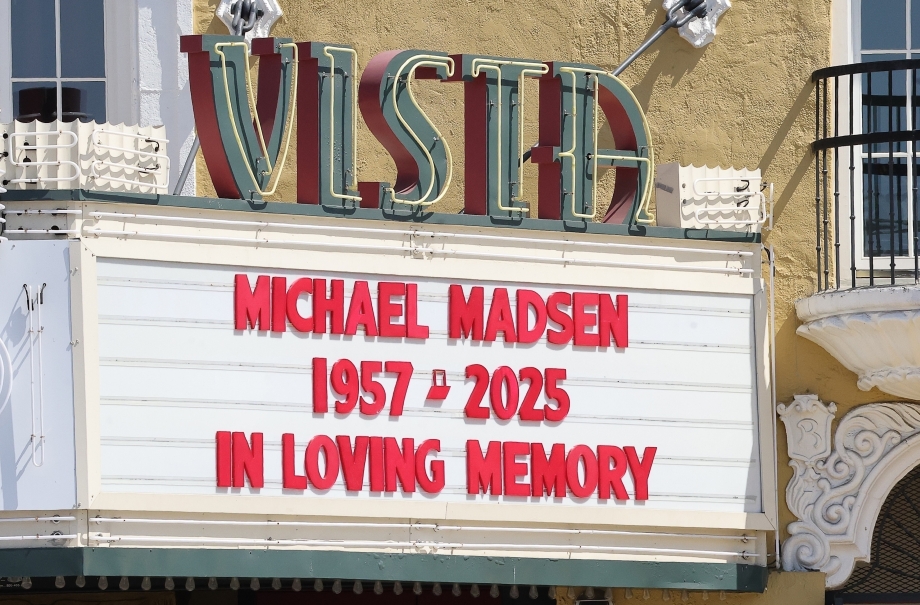 VISTA
MICHAEL MADSEN
1957 - 2025
IN LOVING MEMORY